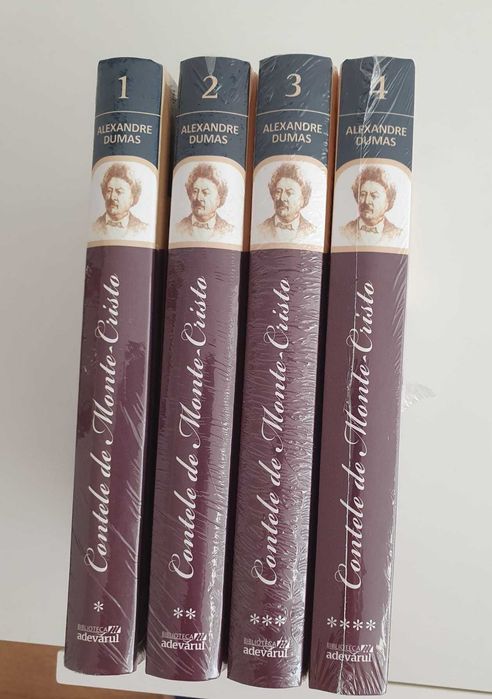 1
ALEXANDRE
DUMAS
Contele de Monte-Cristo
*
BIBLIOTECA
adevărul
2
ALEXANDRE
DUMAS
Contele de Monte-Cristo
**
BIBLIOTECA
adevărul
3
ALEXANDRE
DUMAS
Contele de Monte-Cristo
***
BIBLIOTECA
adevărul
4
ALEXANDRE
DUMAS
Contele de Monte-Cristo
****
BIBLIOTECA
adevărul